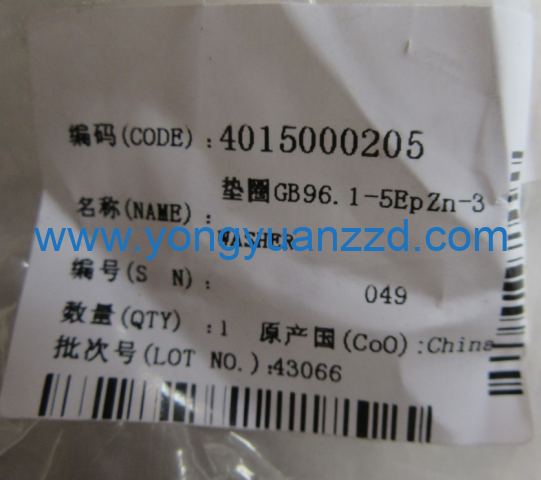 编码(CODE):4015000205
垫圈GB96.1-5EpZn-3
名称(NAME):
WASHER
www.yongyuanzzd.com
编号(S N): 049
数量(QTY) :1 原产国(CoO):China
批次号(LOT NO.):43066